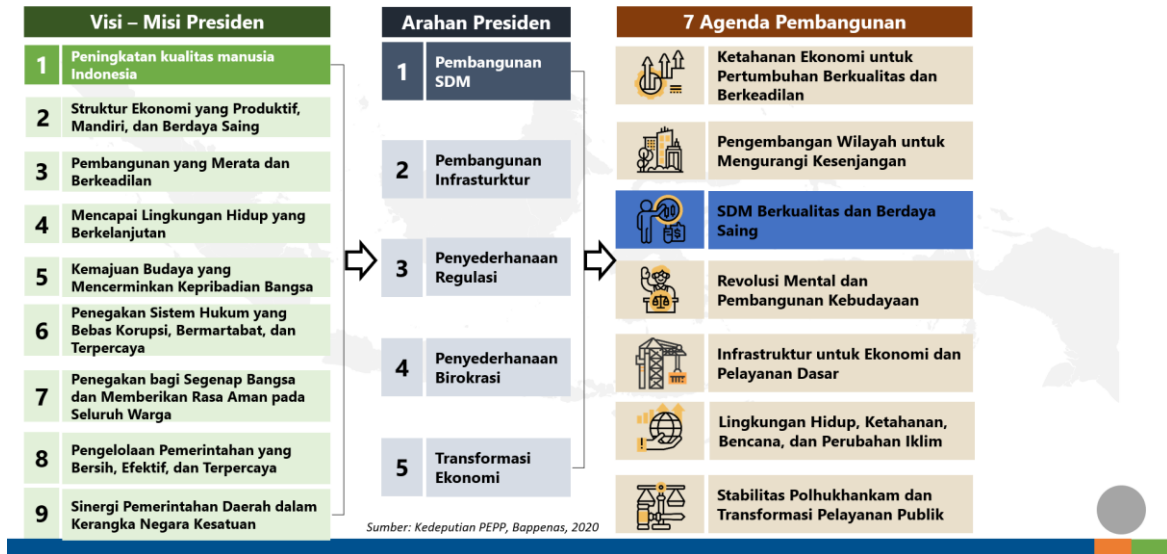 Visi – Misi Presiden
1
Peningkatan kualitas manusia
Indonesia
2
Struktur Ekonomi yang Produktif,
Mandiri, dan Berdaya Saing
3
Pembangunan yang Merata dan
Berkeadilan
4
Mencapai Lingkungan Hidup yang
Berkelanjutan
5
Kemajuan Budaya yang
Mencerminkan Kepribadian Bangsa
6
Penegakan Sistem Hukum yang
Bebas Korupsi, Bermartabat, dan
Terpercaya
7
Penegakan bagi Segenap Bangsa
dan Memberikan Rasa Aman pada
Seluruh Warga
8
Pengelolaan Pemerintahan yang
Bersih, Efektif, dan Terpercaya
9
Sinergi Pemerintahan Daerah dalam
Kerangka Negara Kesatuan
Arahan Presiden
1
Pembangunan
SDM
2
Pembangunan
Infrasturktur
3
Penyederhanaan
Regulasi
4
Penyederhanaan
Birokrasi
5
Transformasi
Ekonomi
7 Agenda Pembangunan
Ketahanan Ekonomi untuk
Pertumbuhan Berkualitas dan
Berkeadilan
Pengembangan Wilayah untuk
Mengurangi Kesenjangan
SDM Berkualitas dan Berdaya
Saing
Revolusi Mental dan
Pembangunan Kebudayaan
Infrastruktur untuk Ekonomi dan
Pelayanan Dasar
Lingkungan Hidup, Ketahanan,
Bencana, dan Perubahan Iklim
Stabilitas Polhukhankam dan
Transformasi Pelayanan Publik
Sumber: Kedeputian PEPP, Bappenas, 2020